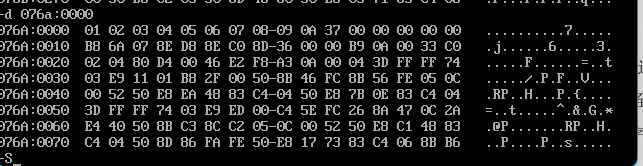 -d 076a:0000
076A:0000  01 02 03 04 05 06 07 08-09 0A 37 00 00 00 00 00   ..........7.....
076A:0010  B8 6A 07 8E D8 8E C0 8D-36 00 00 B9 0A 00 33 C0   .j......6.....3.
076A:0020  02 04 80 D4 00 46 E2 F8-A3 0A 00 04 3D FF FF 74   .....F......=..t
076A:0030  03 E9 11 01 B8 2F 00 50-8B 46 FC 8B 56 FE 05 0C   ...../.P.F..V...
076A:0040  00 52 50 E8 EA 48 83 C4-04 50 E8 7B 0E 83 C4 04   .RP..H...P.{....
076A:0050  3D FF FF 74 03 E9 ED 00-C4 5E FC 26 8A 47 0C 2A   =..t.....^.&.G.*
076A:0060  E4 40 50 8B C3 8C C2 05-0C 00 52 50 E8 C1 48 83   .@P.......RP..H.
076A:0070  C4 04 50 8D 86 FA FE 50-E8 17 73 83 C4 06 8B B6   ..P....P..s.....
-S_